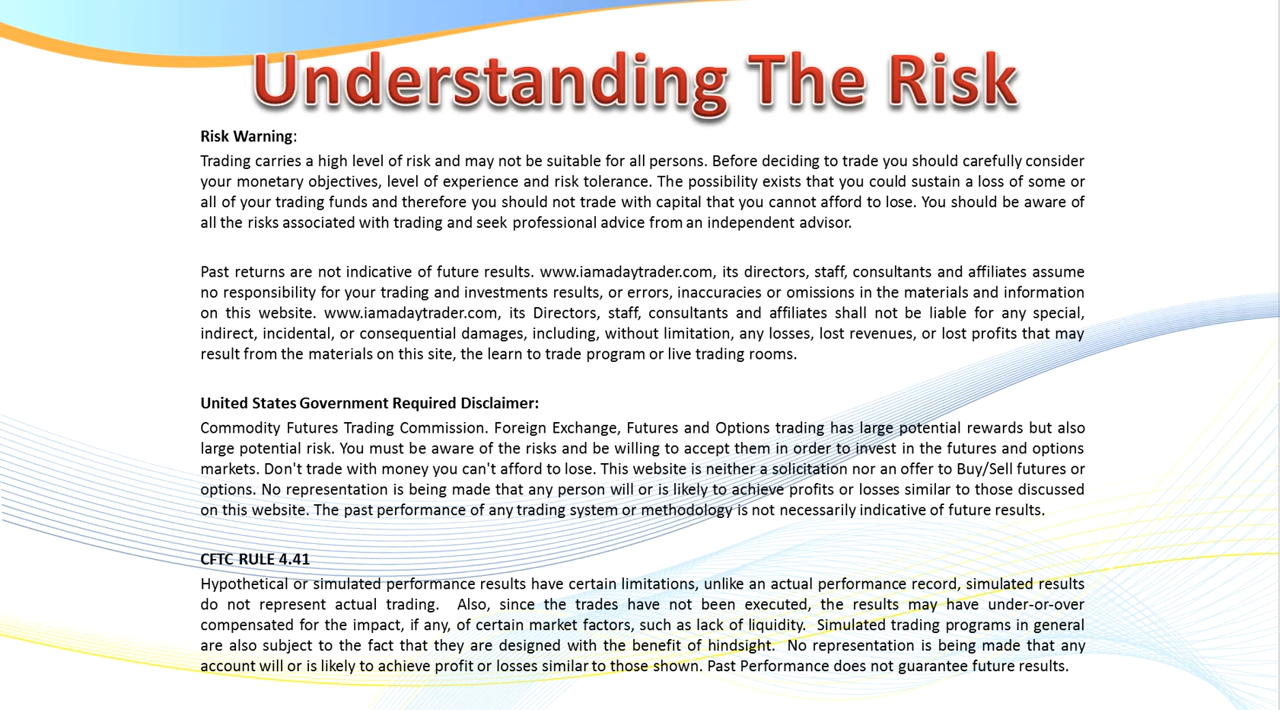 Understanding The Risk
Risk Warning:
Trading carries a high level of risk and may not be suitable for all persons. Before deciding to trade you should carefully consider
your monetary objectives, level of experience and risk tolerance. The possibility exists that you could sustain a loss of some or
all of your trading funds and therefore you should not trade with capital that you cannot afford to lose. You should be aware of
all the risks associated with trading and seek professional advice from an independent advisor.
Past returns are not indicative of future results. www.iamadaytrader.com, its directors, staff, consultants and affiliates assume
no responsibility for your trading and investments results, or errors, inaccuracies or omissions in the materials and information
on this website. www.iamadaytrader.com, its Directors, staff, consultants and affiliates shall not be liable for any special,
indirect, incidental, or consequential damages, including, without limitation, any losses, lost revenues, or lost profits that may
result from the materials on this site, the learn to trade program or live trading rooms.
United States Government Required Disclaimer:
Commodity Futures Trading Commission. Foreign Exchange, Futures and Options trading has large potential rewards but also
large potential risk. You must be aware of the risks and be willing to accept them in order to invest in the futures and options
markets. Don't trade with money you can't afford to lose. This website is neither a solicitation nor an offer to Buy/Sell futures or
options. No representation is being made that any person will or is likely to achieve profits or losses similar to those discussed
on this website. The past performance of any trading system or methodology is not necessarily indicative of future results.
CFTC RULE 4.41
Hypothetical or simulated performance results have certain limitations, unlike an actual performance record, simulated results
do not represent actual trading. Also, since the trades have not been executed, the results may have under-or-over
compensated for the impact, if any, of certain market factors, such as lack of liquidity. Simulated trading programs in general
are also subject to the fact that they are designed with the benefit of hindsight. No representation is being made that any
account will or is likely to achieve profit or losses similar to those shown. Past Performance does not guarantee future results.